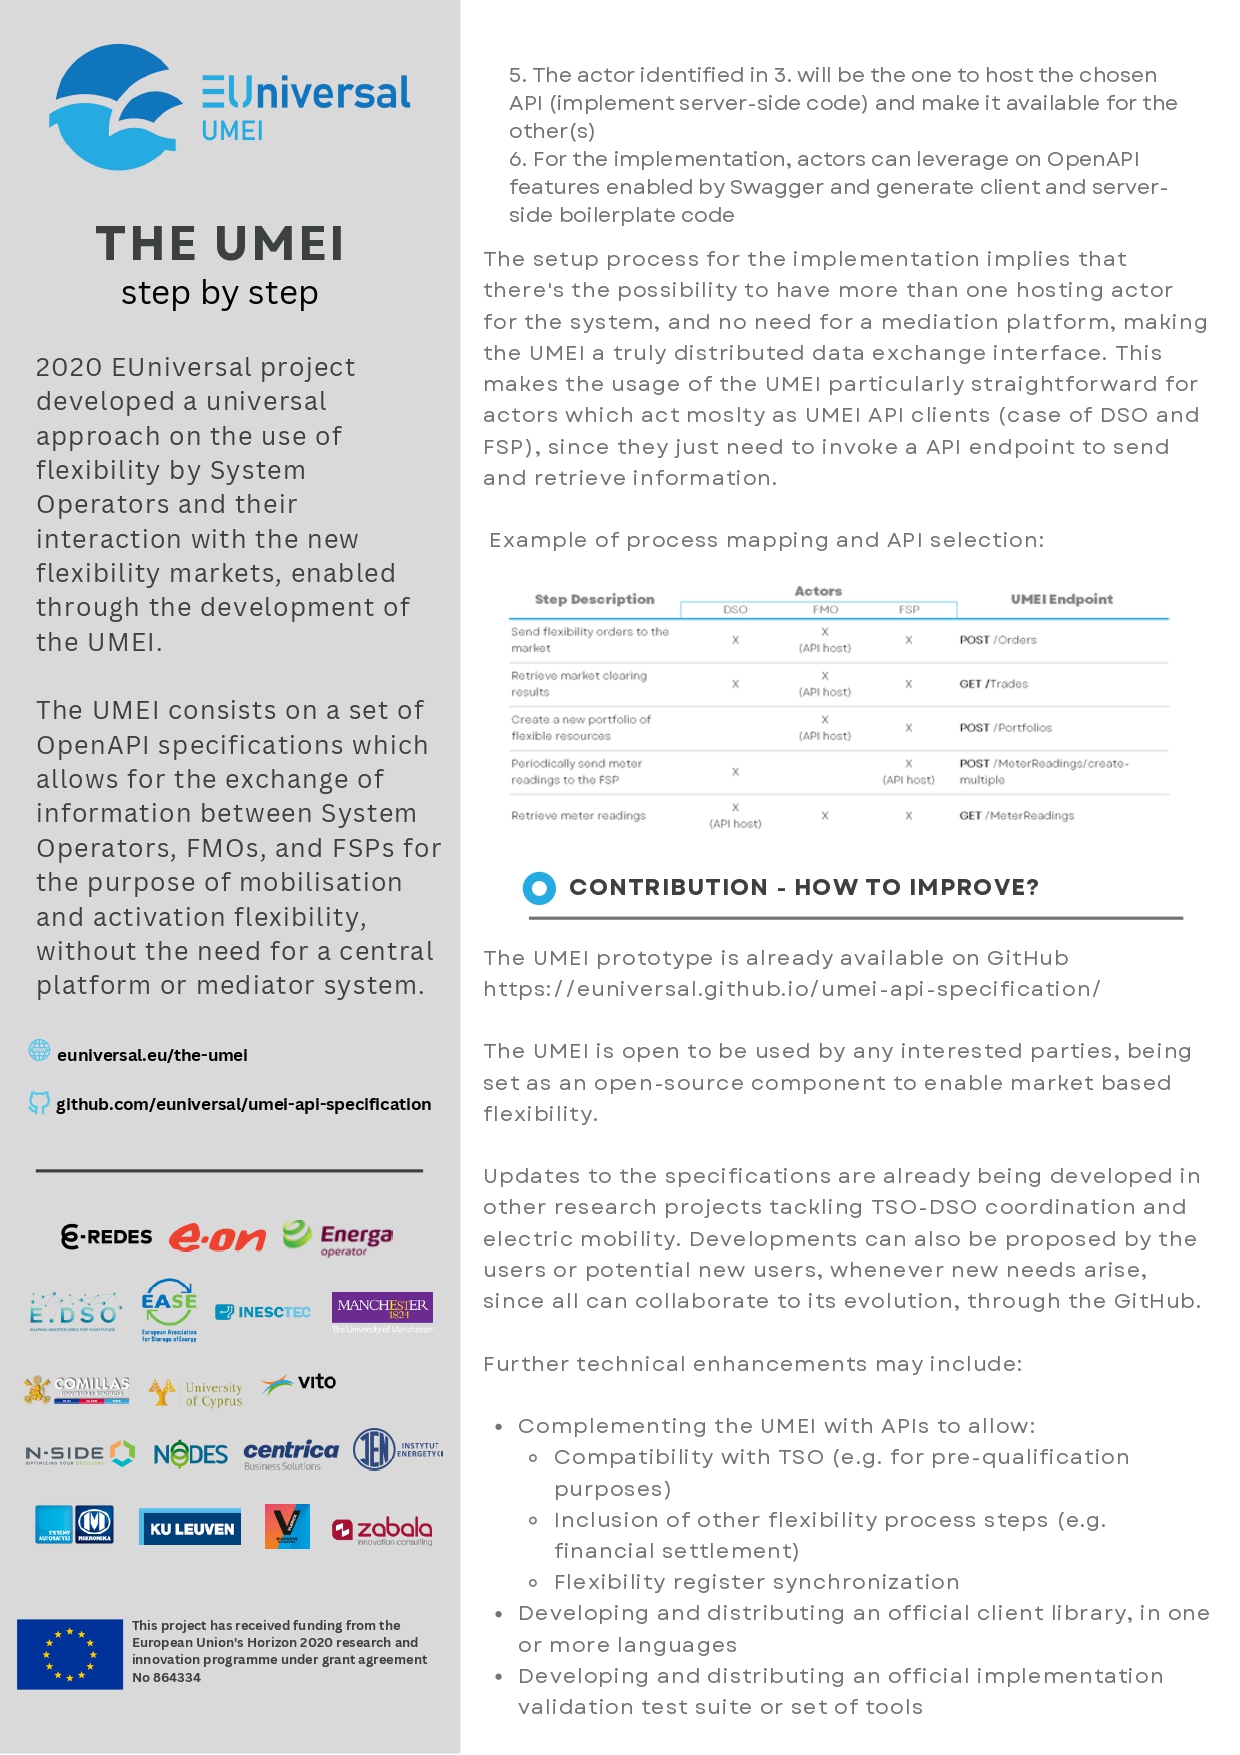 EUniversal
UMEI
THE UMEI
step by step
2020 EUniversal project
developed a universal
approach on the use of
flexibility by System
Operators and their
interaction with the new
flexibility markets, enabled
through the development of
the UMEI.
The UMEI consists on a set of
OpenAPI specifications which
allows for the exchange of
information between System
Operators, FMOs, and FSPs for
the purpose of mobilisation
and activation flexibility,
without the need for a central
platform or mediator system.
euniversal.eu/the-umei
github.com/euniversal/umei-api-specification
E-REDES e·on Energa
operator
E.DSO EASE INESCTEC MANCHESTER
1824
European Association
for Storage of Energy
The University of Manchester
COMILLAS University
of Cyprus
vito
N-SIDE NODES centrica
Business Solutions
IEN INSTYTUT
ENERGETYKI
OPTIMIZING YOUR DECISIONS
SYSTEMY
AUTOMATYKI
MIKRONIKA
KU LEUVEN
zabala
innovation consulting
This project has received funding from the
European Union's Horizon 2020 research and
innovation programme under grant agreement
No 864334
5. The actor identified in 3. will be the one to host the chosen
API (implement server-side code) and make it available for the
other(s)
6. For the implementation, actors can leverage on OpenAPI
features enabled by Swagger and generate client and server-
side boilerplate code
The setup process for the implementation implies that
there's the possibility to have more than one hosting actor
for the system, and no need for a mediation platform, making
the UMEI a truly distributed data exchange interface. This
makes the usage of the UMEI particularly straightforward for
actors which act moslty as UMEI API clients (case of DSO and
FSP), since they just need to invoke a API endpoint to send
and retrieve information.
Example of process mapping and API selection:
Step Description Actors UMEI Endpoint
DSO FMO FSP
Send flexibility orders to the
market
X X
(API host)
X POST /Orders
Retrieve market clearing
results
X X
(API host)
X GET /Trades
Create a new portfolio of
flexible resources
X
(API host)
X POST /Portfolios
Periodically send meter
readings to the FSP
X X
(API host)
POST /MeterReadings/create-
multiple
Retrieve meter readings X
(API host)
X X GET /MeterReadings
CONTRIBUTION - HOW TO IMPROVE?
The UMEI prototype is already available on GitHub
https://euniversal.github.io/umei-api-specification/
The UMEI is open to be used by any interested parties, being
set as an open-source component to enable market based
flexibility.
Updates to the specifications are already being developed in
other research projects tackling TSO-DSO coordination and
electric mobility. Developments can also be proposed by the
users or potential new users, whenever new needs arise,
since all can collaborate to its evolution, through the GitHub.
Further technical enhancements may include:
• Complementing the UMEI with APIs to allow:
◦ Compatibility with TSO (e.g. for pre-qualification
purposes)
◦ Inclusion of other flexibility process steps (e.g.
financial settlement)
◦ Flexibility register synchronization
• Developing and distributing an official client library, in one
or more languages
• Developing and distributing an official implementation
validation test suite or set of tools